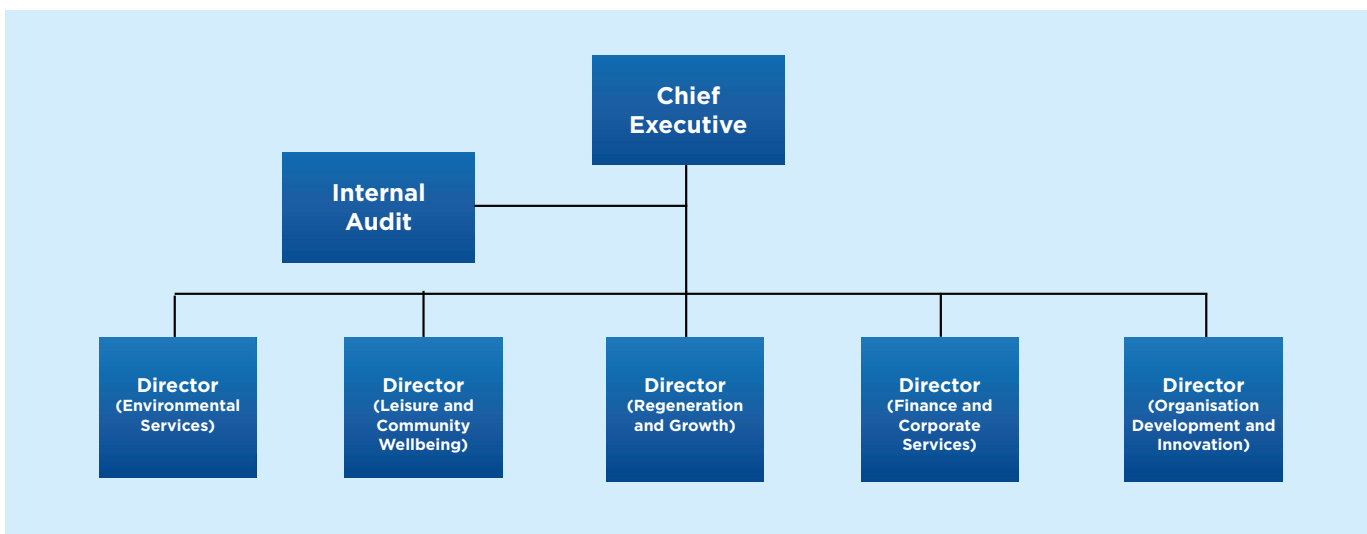 Chief
Executive
Internal
Audit
Director
(Environmental
Services)
Director
(Leisure and
Community
Wellbeing)
Director
(Regeneration
and Growth)
Director
(Finance and
Corporate
Services)
Director
(Organisation
Development and
Innovation)